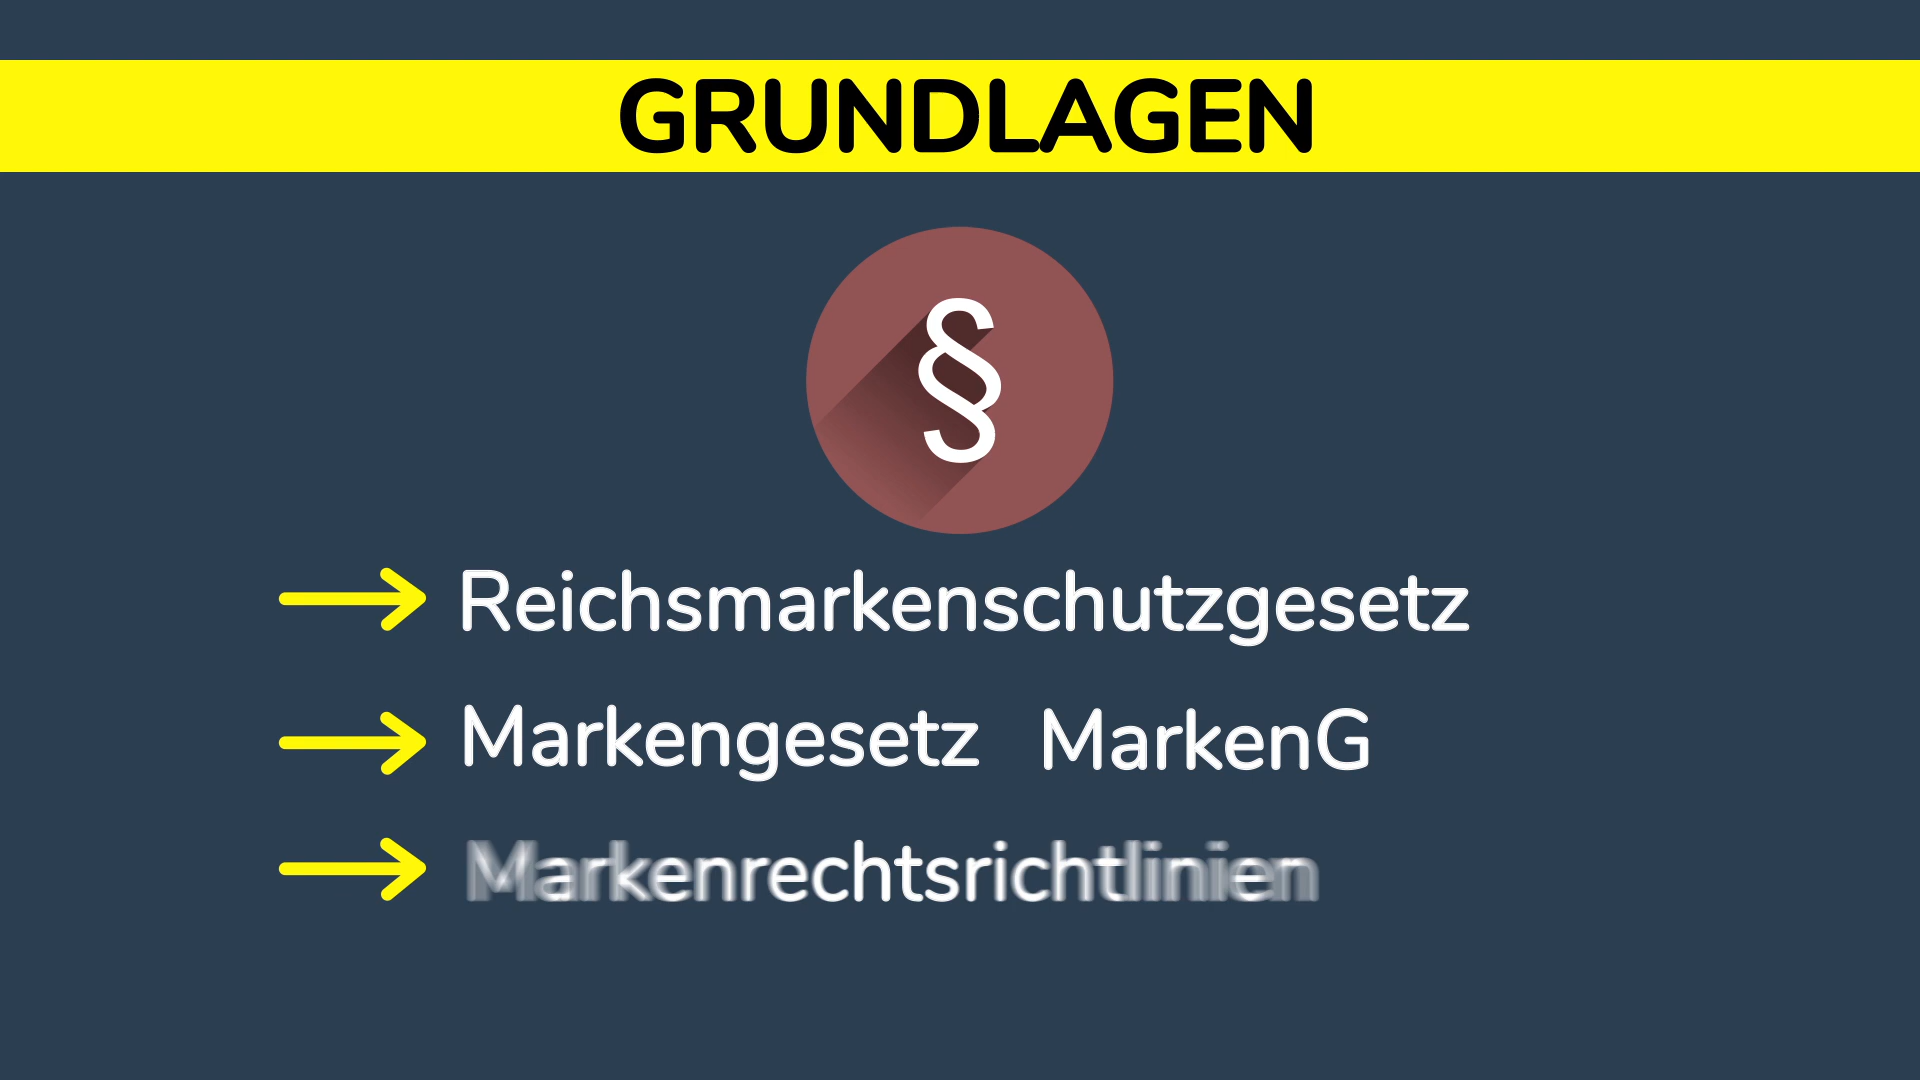 GRUNDLAGEN
§
Reichsmarkenschutzgesetz
Markengesetz MarkenG
Markenrechtsrichtlinien